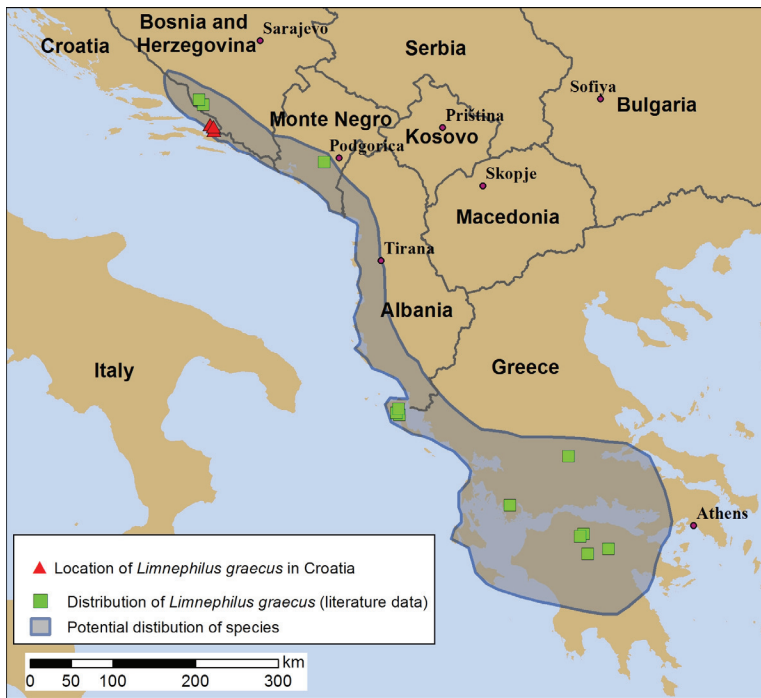 Bosnia and
Herzegovina
Sarajevo
Croatia
Serbia
Sofiya
Bulgaria
Monte Negro
Priština
Kosovo
Podgorica
Skopje
Macedonia
Tirana
Albania
Italy
Greece
Athens
Location of Limnephilus graecus in Croatia
Distribution of Limnephilus graecus (literature data)
Potential distibution of species
km
0 50 100 200 300